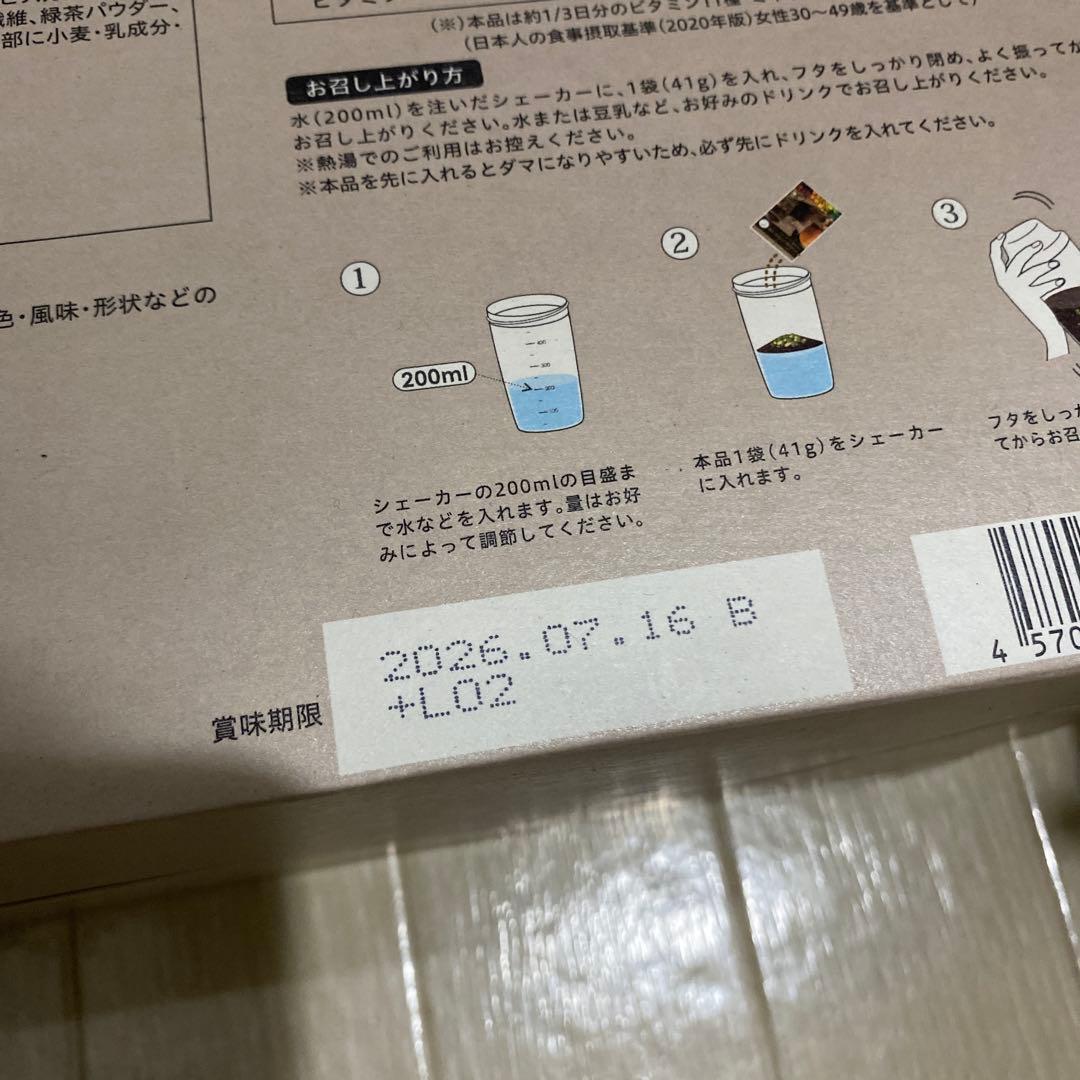 繊維、緑茶パウダー、
部に小麦・乳成分・
(※)本品は約1/3日分のビタミン11種
(日本人の食事摂取基準(2020年版)女性30〜49歳を基準として)
お召し上がり方
水(200ml)を注いだシェーカーに、1袋(41g)を入れ、フタをしっかり閉め、よく振ってか
お召し上がりください。水または豆乳など、お好みのドリンクでお召し上がりください。
※熱湯でのご利用はお控えください。
※本品を先に入れるとダマになりやすいため、必ず先にドリンクを入れてください。
色・風味・形状などの
1
200ml
400
300
200
100
シェーカーの200mlの目盛ま
で水などを入れます。量はお好
みによって調節してください。
2
本品1袋(41g)をシェーカー
に入れます。
3
フタをしっか
てからお召
賞味期限
2026.07.16 B
+L02
4 570